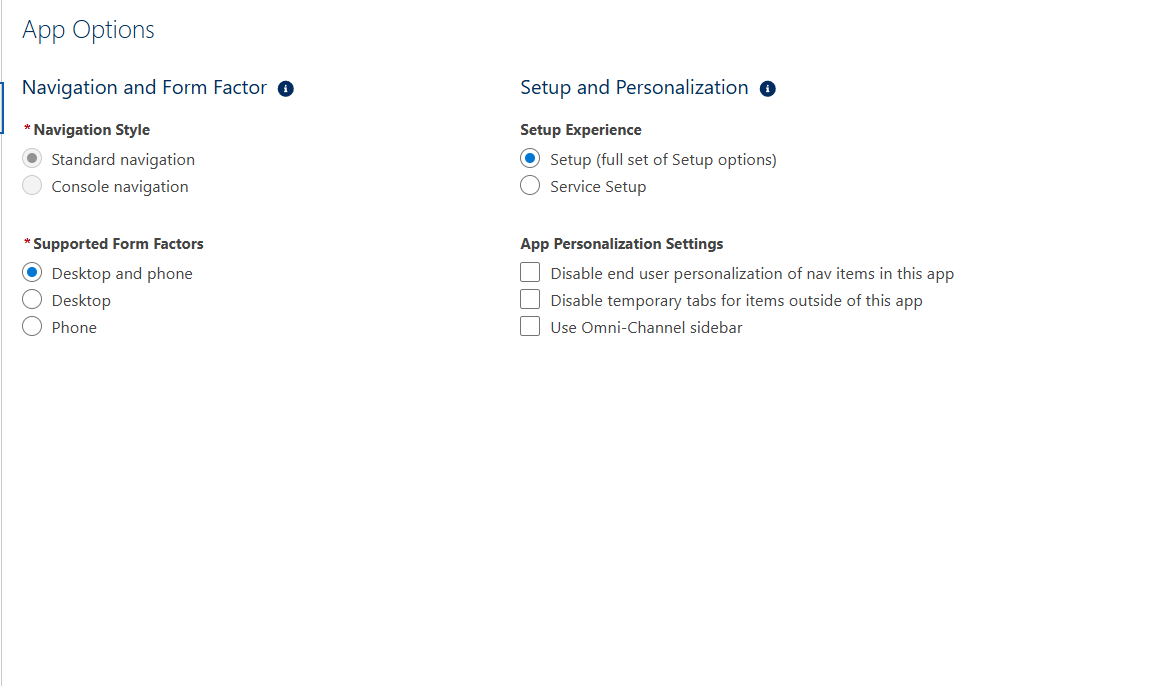 App Options
Navigation and Form Factor
* Navigation Style
Standard navigation
Console navigation
* Supported Form Factors
Desktop and phone
Desktop
Phone
Setup and Personalization
Setup Experience
Setup (full set of Setup options)
Service Setup
App Personalization Settings
Disable end user personalization of nav items in this app
Disable temporary tabs for items outside of this app
Use Omni-Channel sidebar